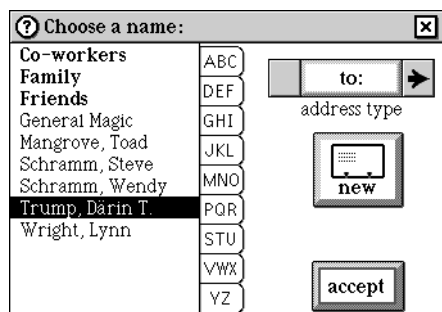 Choose a name:
Co-workers
Family
Friends
General Magic
Mangrove, Toad
Schramm, Steve
Schramm, Wendy
Trump, Därin T.
Wright, Lynn
ABC
DEF
GHI
JKL
MNO
PQR
STU
VWX
YZ
to:
address type
new
accept